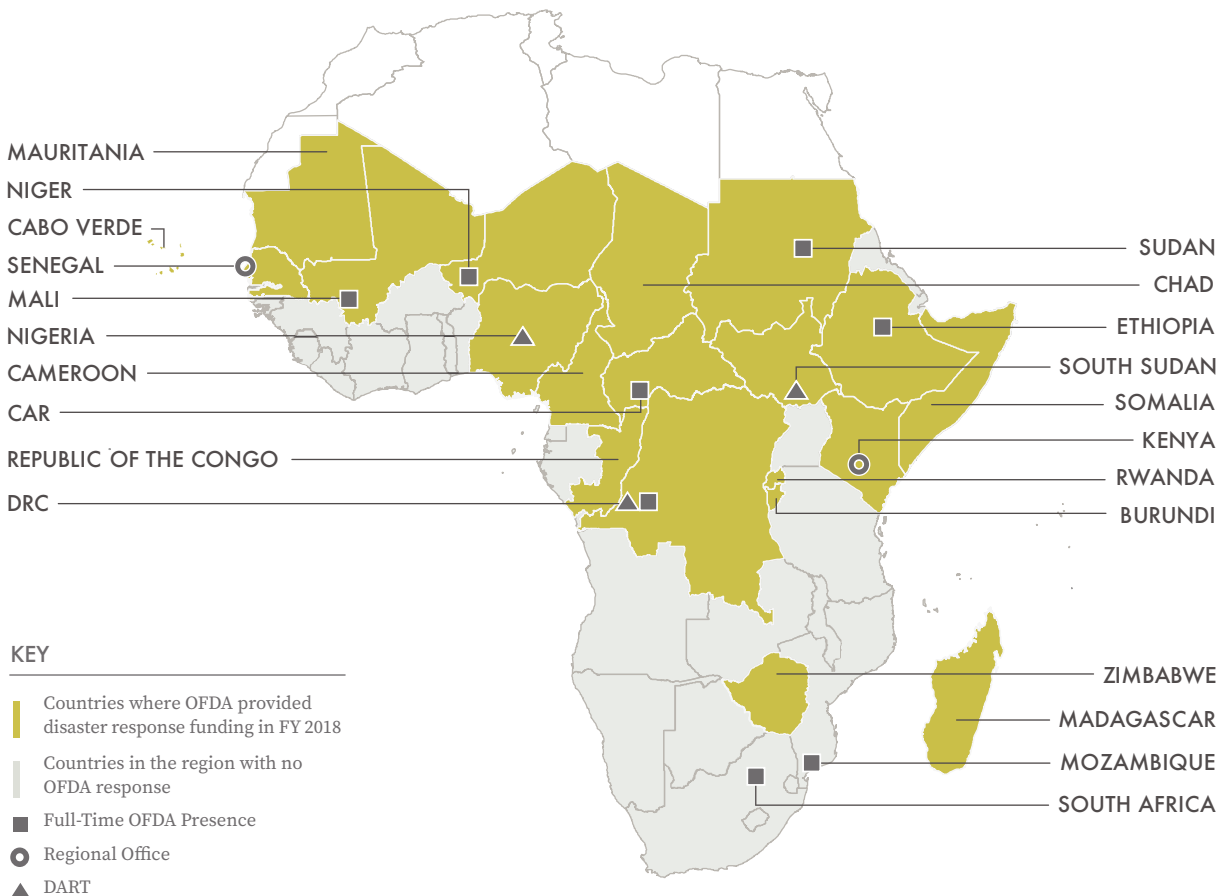 MAURITANIA
NIGER
CABO VERDE
SENEGAL
MALI
NIGERIA
CAMEROON
CAR
REPUBLIC OF THE CONGO
DRC
SUDAN
CHAD
ETHIOPIA
SOUTH SUDAN
SOMALIA
KENYA
RWANDA
BURUNDI
ZIMBABWE
MADAGASCAR
MOZAMBIQUE
SOUTH AFRICA
KEY
Countries where OFDA provided
disaster response funding in FY 2018
Countries in the region with no
OFDA response
Full-Time OFDA Presence
Regional Office
DART